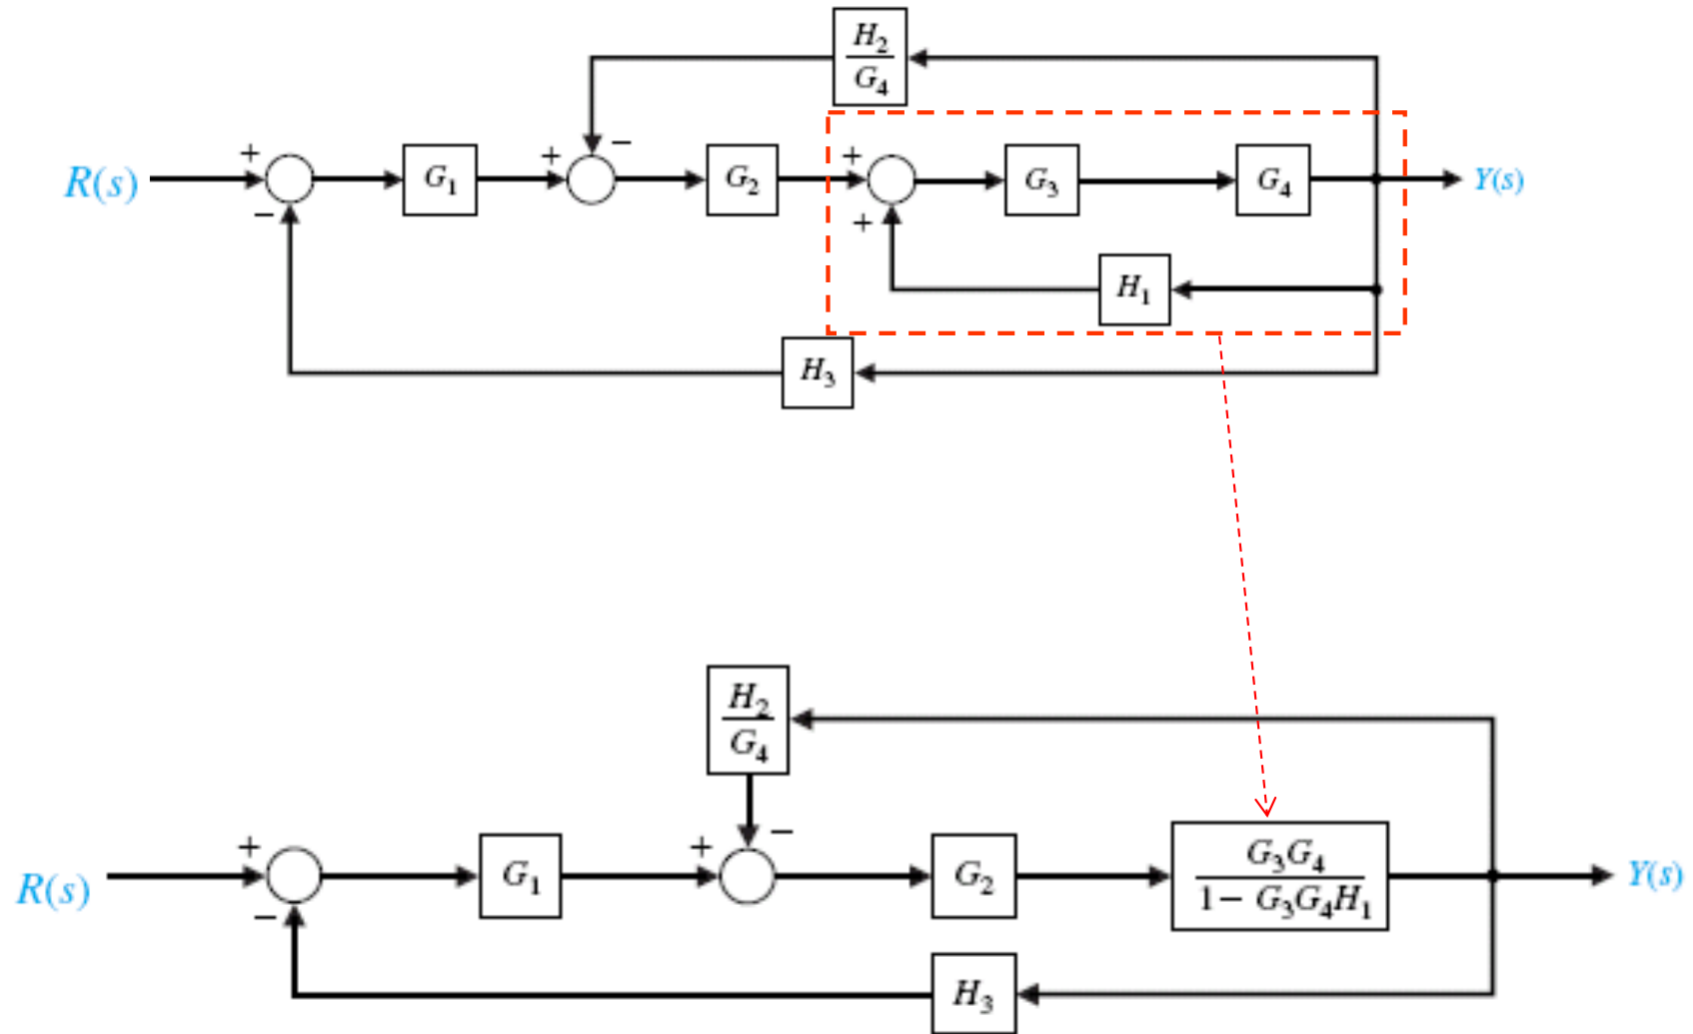 H₂
G₄
+ − + +
R(s) G₁ G₂ G₃ G₄ Y(s)
− +
H₁
H₃
H₂
G₄
+ + −
R(s) G₁ G₂ G₃G₄ Y(s)
1− G₃G₄H₁
−
H₃